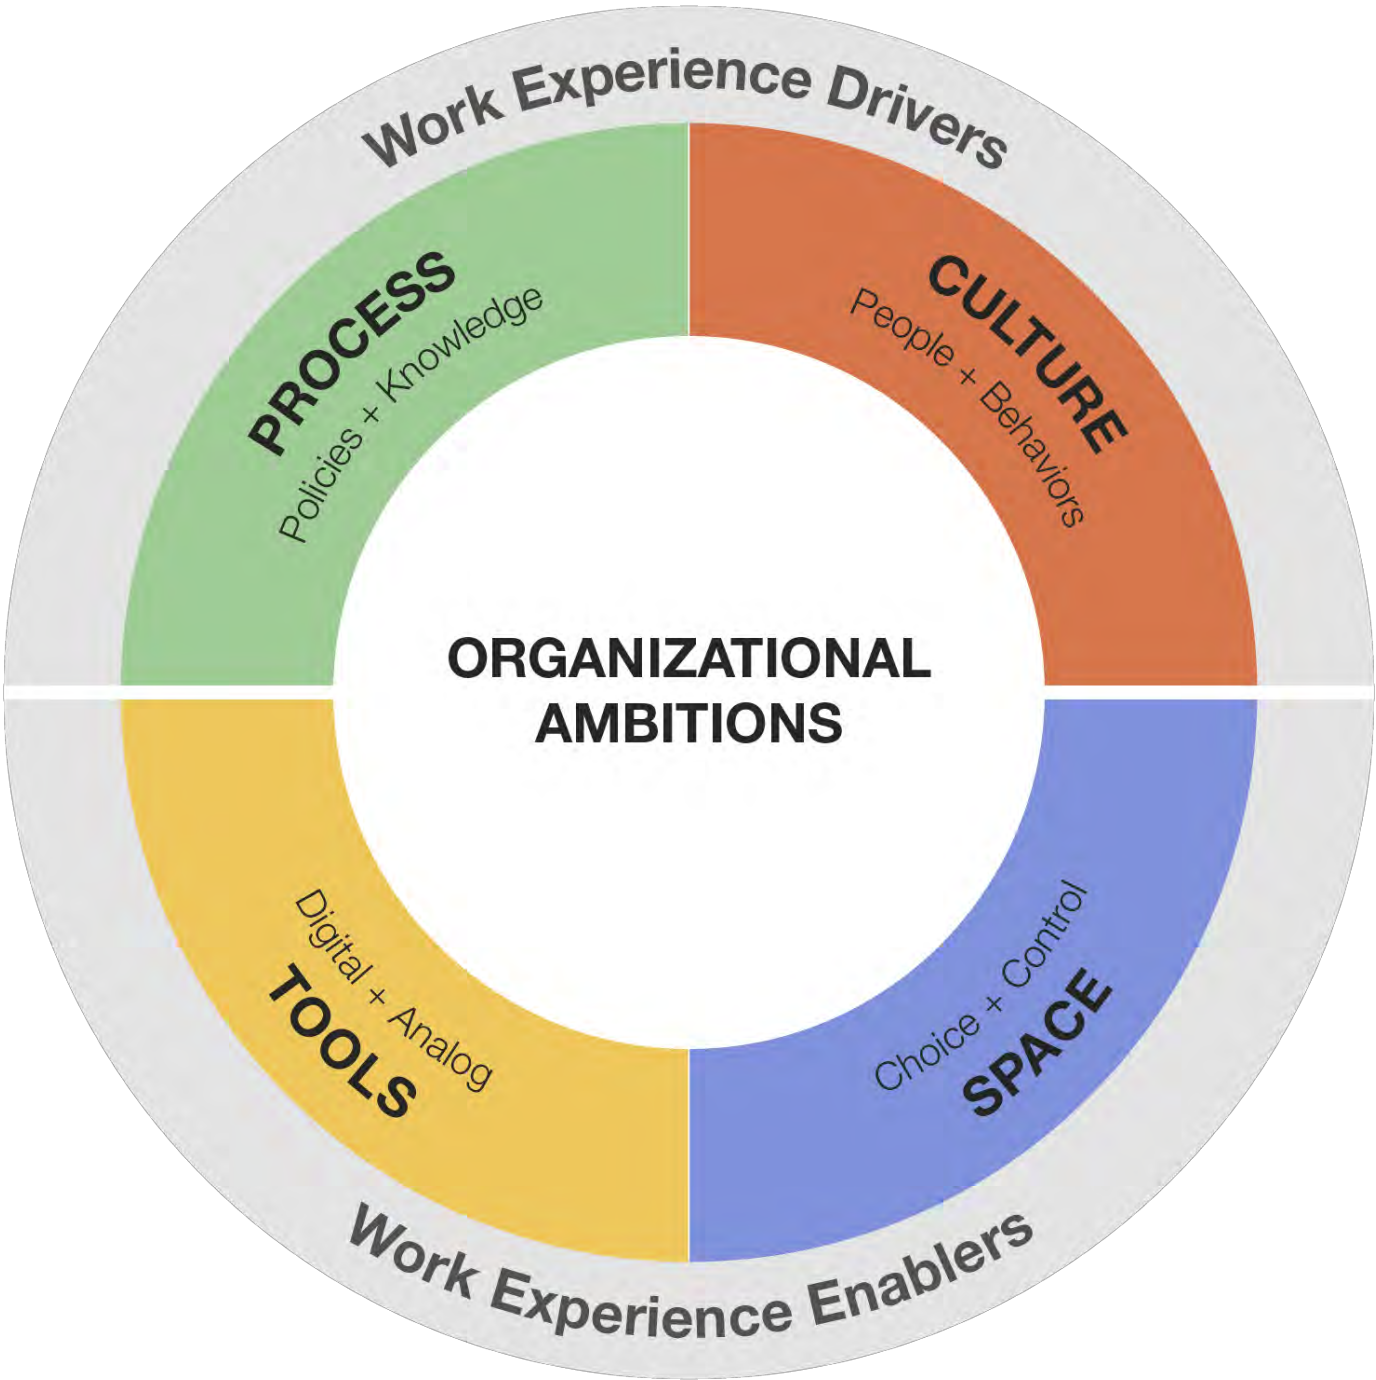 Work Experience Drivers
PROCESS
Policies + Knowledge
CULTURE
People + Behaviors
ORGANIZATIONAL
AMBITIONS
Digital + Analog
TOOLS
Choice + Control
SPACE
Work Experience Enablers